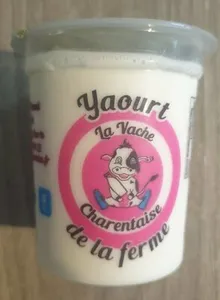 Yaourt
La Vache
Charentaise
de la ferme